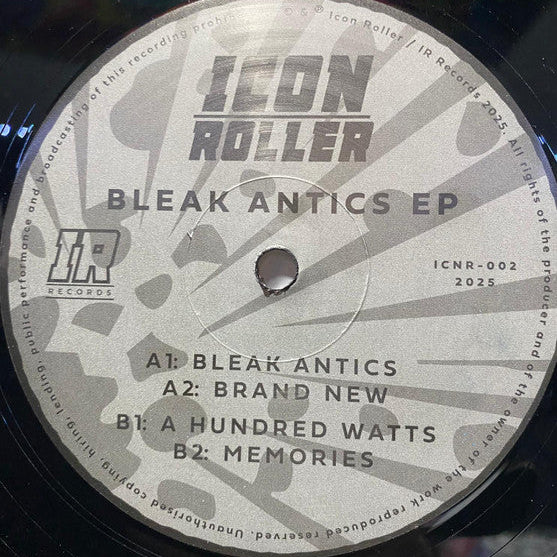 ICON
ROLLER
BLEAK ANTICS EP
IR
RECORDS
ICNR-002
2025
A1: BLEAK ANTICS
A2: BRAND NEW
B1: A HUNDRED WATTS
B2: MEMORIES
© & ℗ Icon Roller / IR Records 2025. All rights of the producer and of the owner of the work reproduced reserved. Unauthorised copying, hiring, lending, public performance and broadcasting of this recording prohibited.